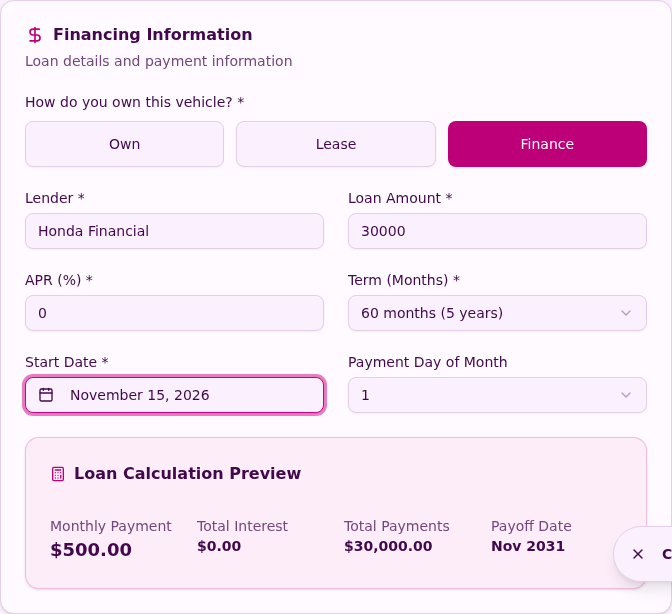 Financing Information
Loan details and payment information
How do you own this vehicle? *
Own Lease Finance
Lender * Loan Amount *
Honda Financial 30000
APR (%) * Term (Months) *
0 60 months (5 years)
Start Date * Payment Day of Month
November 15, 2026 1
Loan Calculation Preview
Monthly Payment Total Interest Total Payments Payoff Date
$500.00 $0.00 $30,000.00 Nov 2031